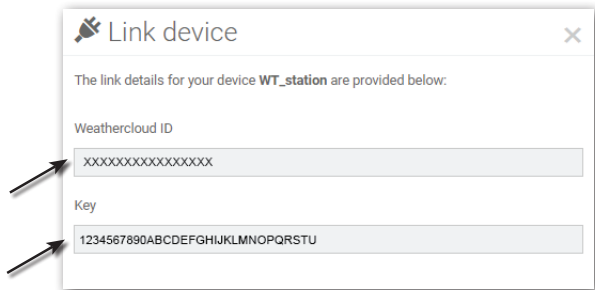 Link device
The link details for your device WT_station are provided below:
Weathercloud ID
XXXXXXXXXXXXXXXX
Key
1234567890ABCDEFGHIJKLMNOPQRSTU